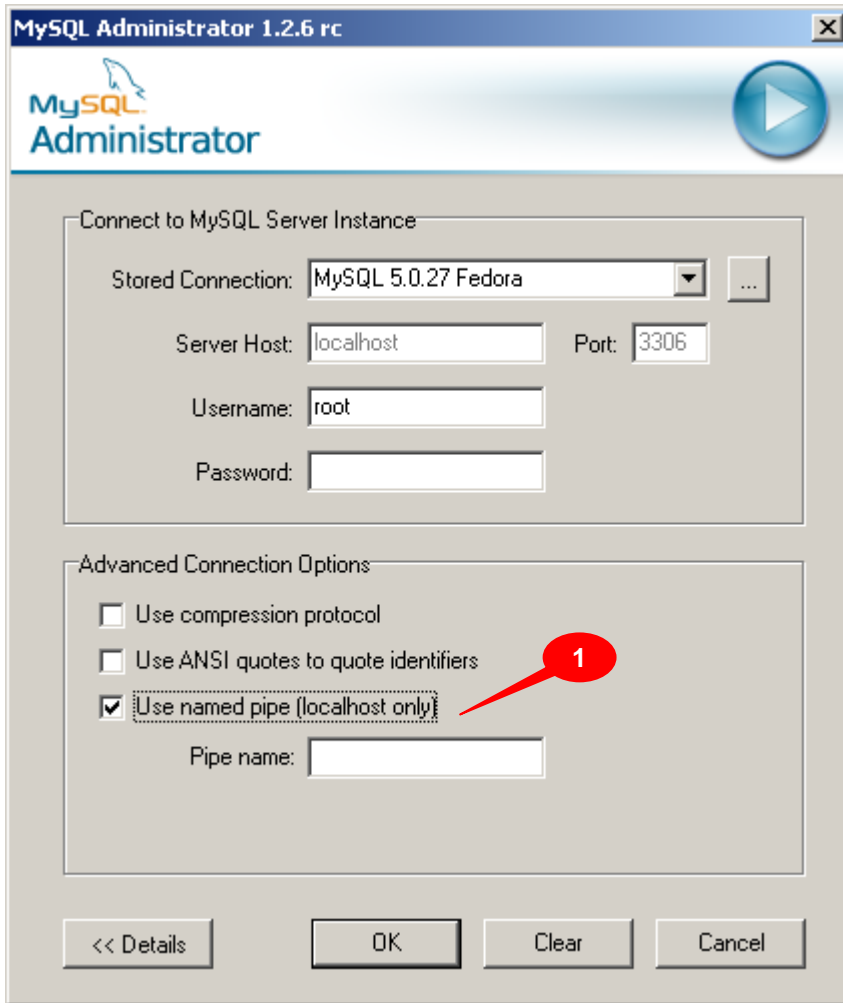 MySQL Administrator 1.2.6 rc
MySQL
Administrator
Connect to MySQL Server Instance
Stored Connection: MySQL 5.0.27 Fedora ...
Server Host: localhost Port: 3306
Username: root
Password:
Advanced Connection Options
Use compression protocol
Use ANSI quotes to quote identifiers
1
Use named pipe (localhost only)
Pipe name:
<< Details OK Clear Cancel